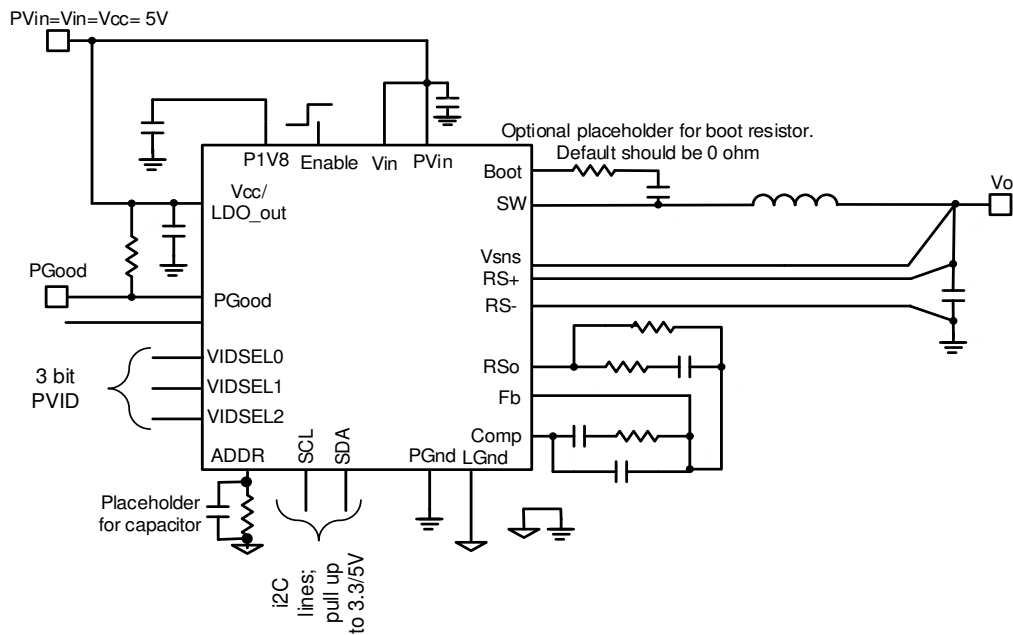 PVin=Vin=Vcc= 5V
P1V8
Enable
Vin
PVin
Optional placeholder for boot resistor.
Default should be 0 ohm
Boot
SW
Vo
Vcc/
LDO_out
Vsns
RS+
RS-
PGood
PGood
3 bit
PVID
VIDSEL0
VIDSEL1
VIDSEL2
RSo
Fb
Comp
ADDR
SCL
SDA
PGnd
LGnd
Placeholder
for capacitor
i2C
lines;
pull up
to 3.3/5V